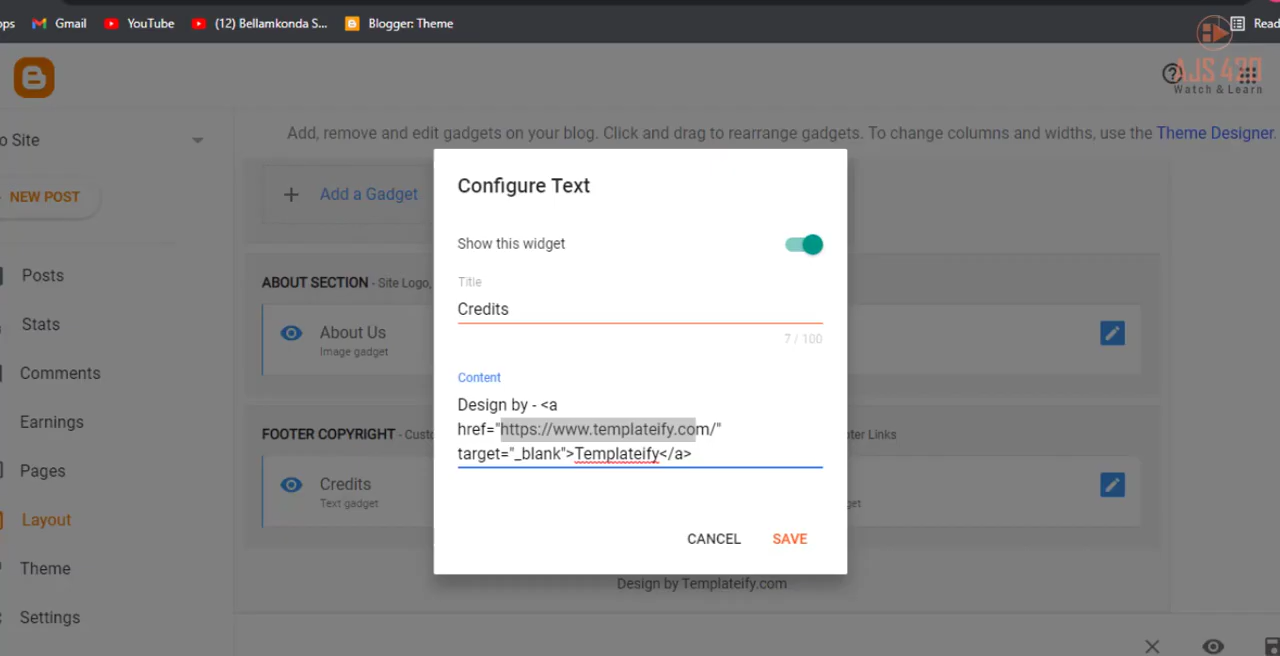 ops Gmail YouTube (12) Bellamkonda S... Blogger: Theme Read
AJS 420
Watch & Learn
o Site
Add, remove and edit gadgets on your blog. Click and drag to rearrange gadgets. To change columns and widths, use the Theme Designer.
NEW POST
Add a Gadget
Posts
Stats
Comments
Earnings
Pages
Layout
Theme
Settings
ABOUT SECTION - Site Logo,
About Us
Image gadget
FOOTER COPYRIGHT - Custo
oter Links
Credits
Text gadget
get
Configure Text
Show this widget
Title
Credits
7 / 100
Content
Design by - <a
href="https://www.templateify.com/"
target="_blank">Templateify</a>
CANCEL SAVE
Design by Templateify.com